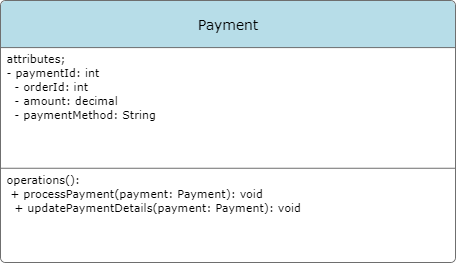 Payment
attributes;
- paymentId: int
- orderId: int
- amount: decimal
- paymentMethod: String
operations():
+ processPayment(payment: Payment): void
+ updatePaymentDetails(payment: Payment): void